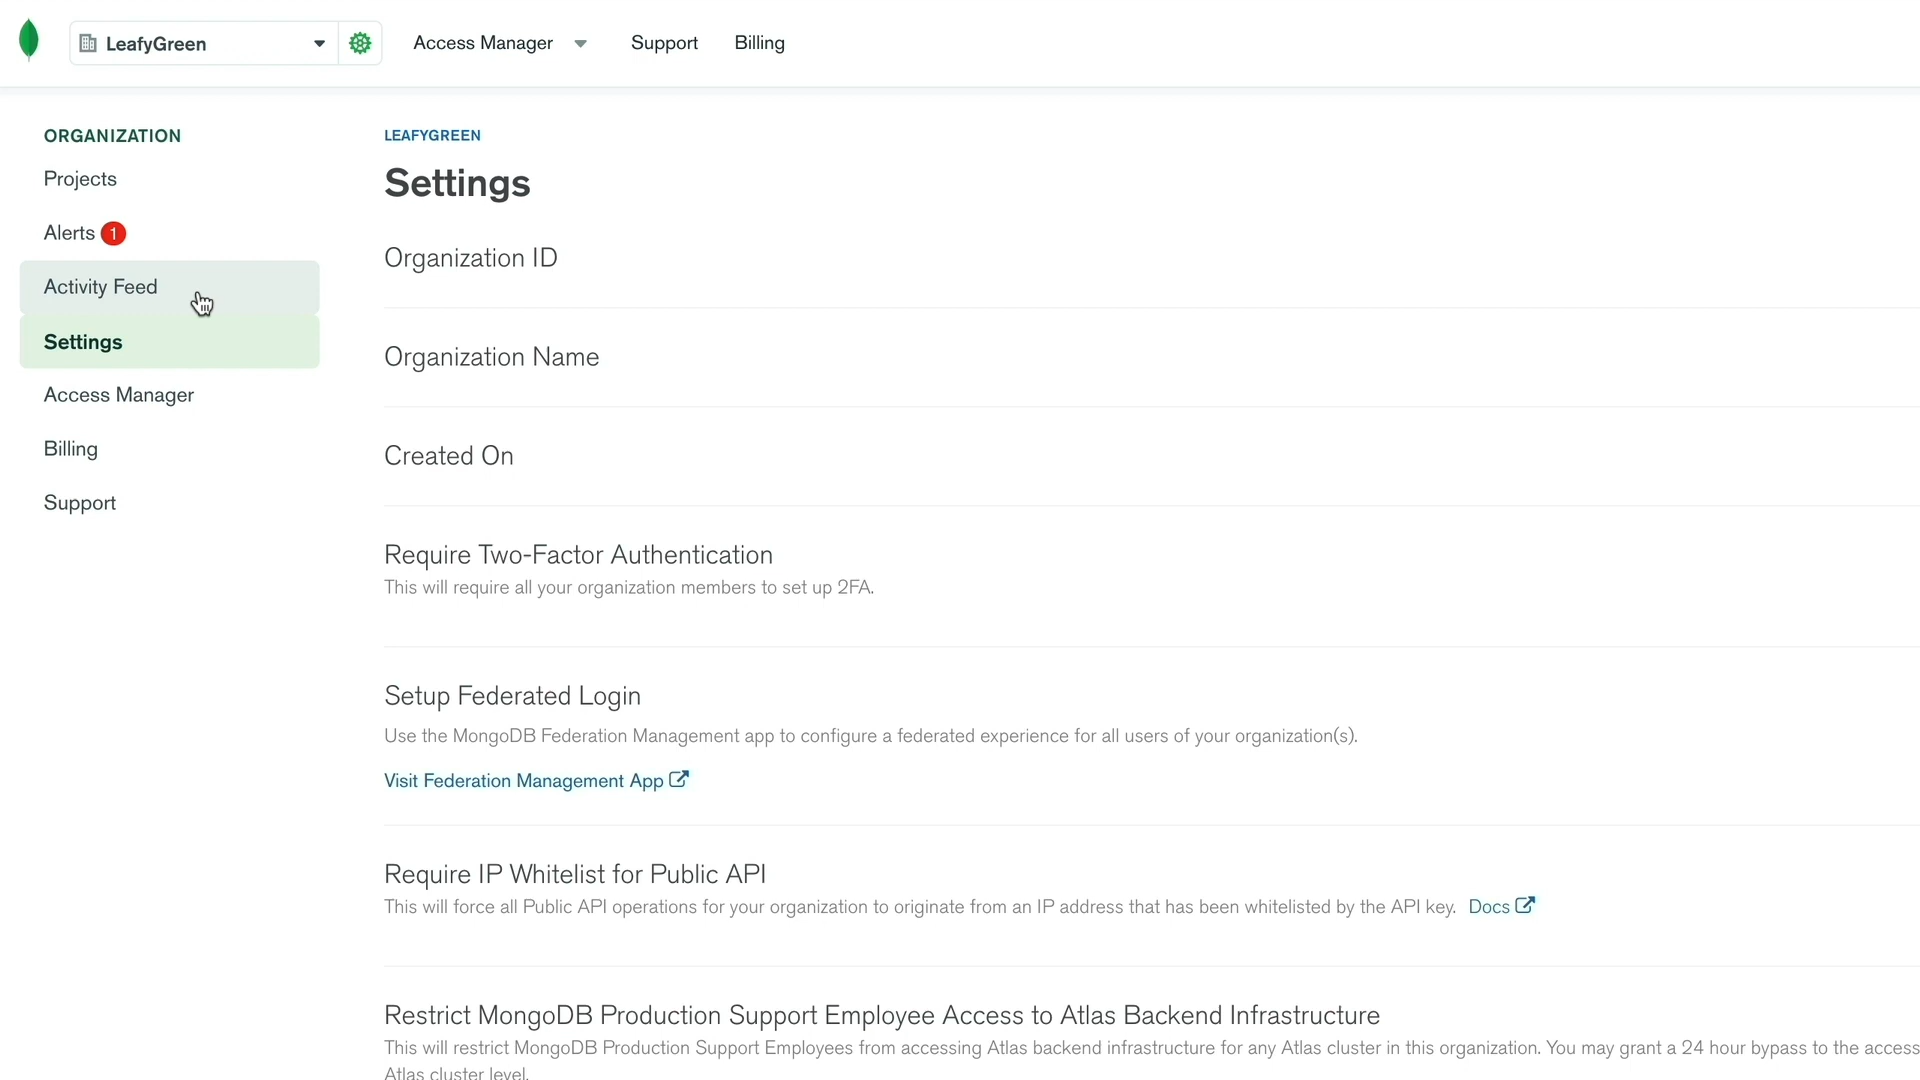 LeafyGreen
Access Manager
Support
Billing
ORGANIZATION
Projects
Alerts 1
Activity Feed
Settings
Access Manager
Billing
Support
LEAFYGREEN
Settings
Organization ID
Organization Name
Created On
Require Two-Factor Authentication
This will require all your organization members to set up 2FA.
Setup Federated Login
Use the MongoDB Federation Management app to configure a federated experience for all users of your organization(s).
Visit Federation Management App
Require IP Whitelist for Public API
This will force all Public API operations for your organization to originate from an IP address that has been whitelisted by the API key. Docs
Restrict MongoDB Production Support Employee Access to Atlas Backend Infrastructure
This will restrict MongoDB Production Support Employees from accessing Atlas backend infrastructure for any Atlas cluster in this organization. You may grant a 24 hour bypass to the access
Atlas cluster level.